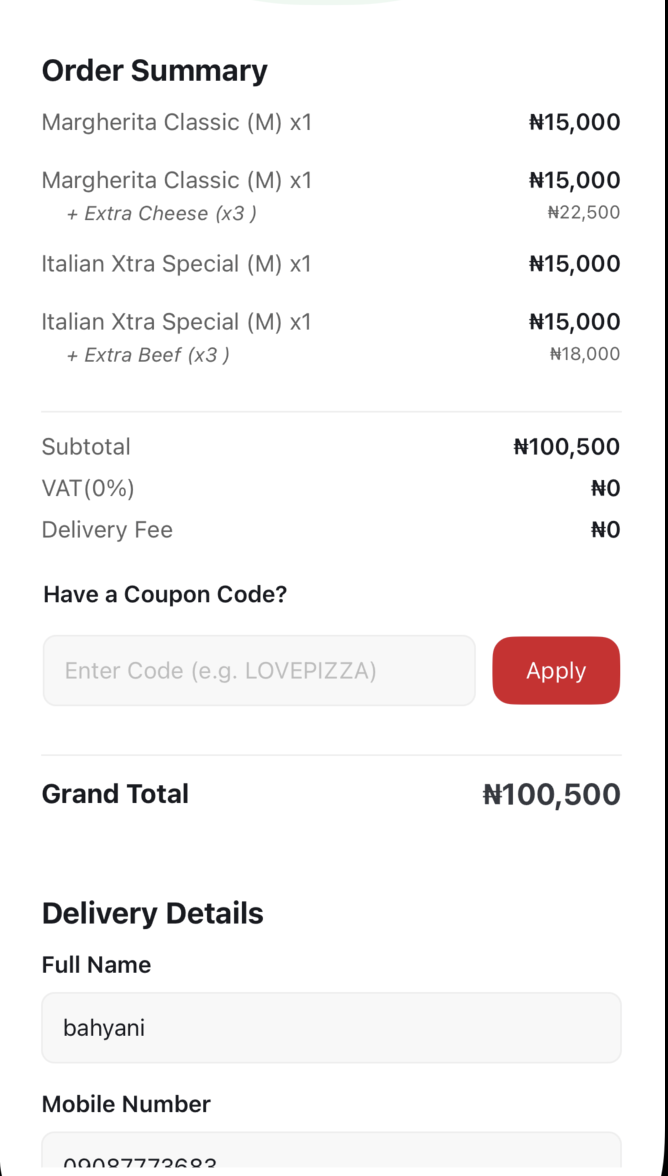 Order Summary
Margherita Classic (M) x1 ₦15,000
Margherita Classic (M) x1 ₦15,000
+ Extra Cheese (x3 ) ₦22,500
Italian Xtra Special (M) x1 ₦15,000
Italian Xtra Special (M) x1 ₦15,000
+ Extra Beef (x3 ) ₦18,000
Subtotal ₦100,500
VAT(0%) ₦0
Delivery Fee ₦0
Have a Coupon Code?
Enter Code (e.g. LOVEPIZZA) Apply
Grand Total ₦100,500
Delivery Details
Full Name
bahyani
Mobile Number
09087773683